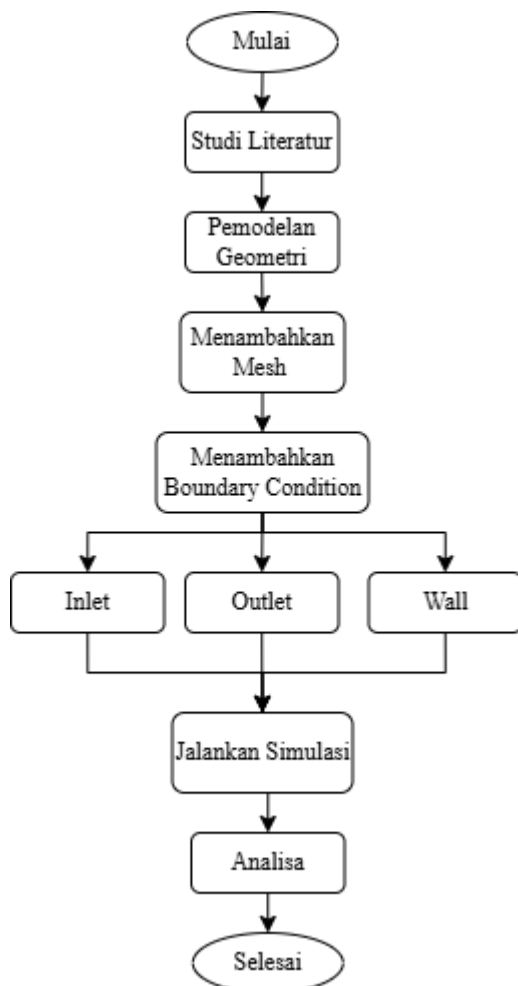 Mulai
Studi Literatur
Pemodelan
Geometri
Menambahkan
Mesh
Menambahkan
Boundary Condition
Inlet
Outlet
Wall
Jalankan Simulasi
Analisa
Selesai